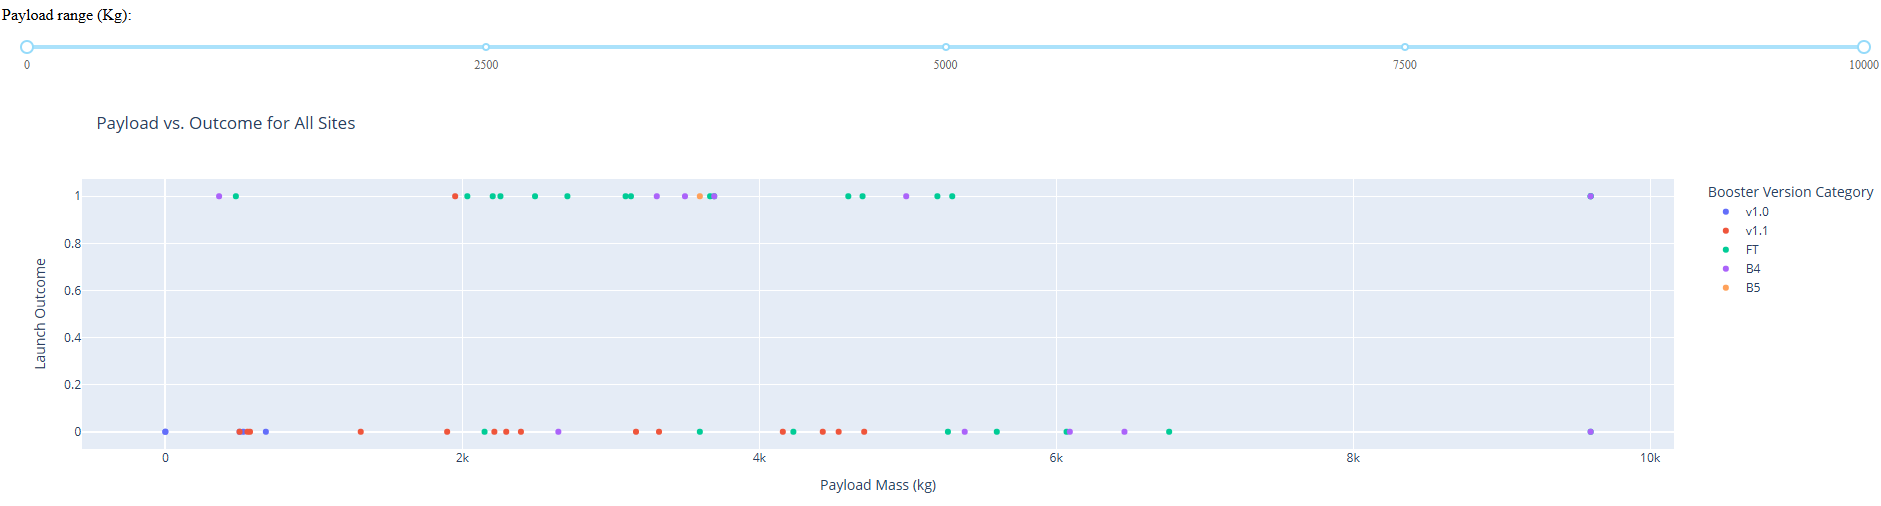 Payload range (Kg):
0 2500 5000 7500 10000
Payload vs. Outcome for All Sites
Booster Version Category
v1.0
v1.1
FT
B4
B5
Launch Outcome
1
0.8
0.6
0.4
0.2
0
0 2k 4k 6k 8k 10k
Payload Mass (kg)